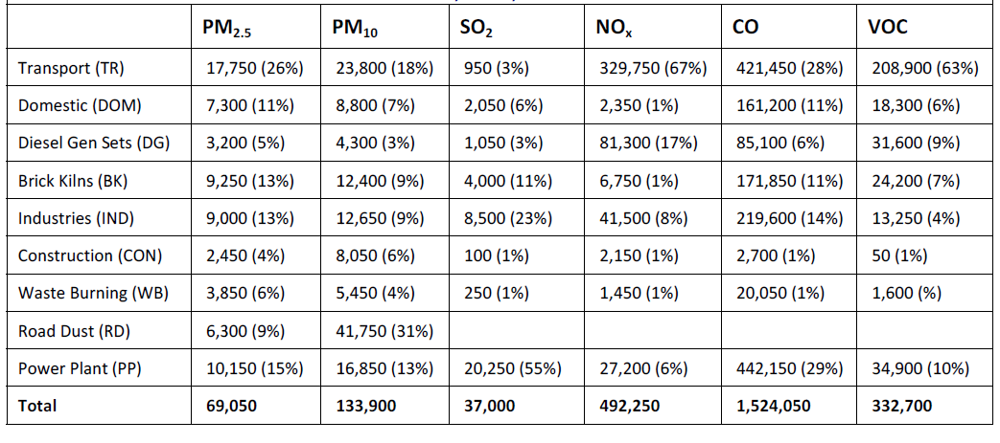 PM2.5 PM10 SO2 NOx CO VOC
Transport (TR) 17,750 (26%) 23,800 (18%) 950 (3%) 329,750 (67%) 421,450 (28%) 208,900 (63%)
Domestic (DOM) 7,300 (11%) 8,800 (7%) 2,050 (6%) 2,350 (1%) 161,200 (11%) 18,300 (6%)
Diesel Gen Sets (DG) 3,200 (5%) 4,300 (3%) 1,050 (3%) 81,300 (17%) 85,100 (6%) 31,600 (9%)
Brick Kilns (BK) 9,250 (13%) 12,400 (9%) 4,000 (11%) 6,750 (1%) 171,850 (11%) 24,200 (7%)
Industries (IND) 9,000 (13%) 12,650 (9%) 8,500 (23%) 41,500 (8%) 219,600 (14%) 13,250 (4%)
Construction (CON) 2,450 (4%) 8,050 (6%) 100 (1%) 2,150 (1%) 2,700 (1%) 50 (1%)
Waste Burning (WB) 3,850 (6%) 5,450 (4%) 250 (1%) 1,450 (1%) 20,050 (1%) 1,600 (%)
Road Dust (RD) 6,300 (9%) 41,750 (31%)
Power Plant (PP) 10,150 (15%) 16,850 (13%) 20,250 (55%) 27,200 (6%) 442,150 (29%) 34,900 (10%)
Total 69,050 133,900 37,000 492,250 1,524,050 332,700